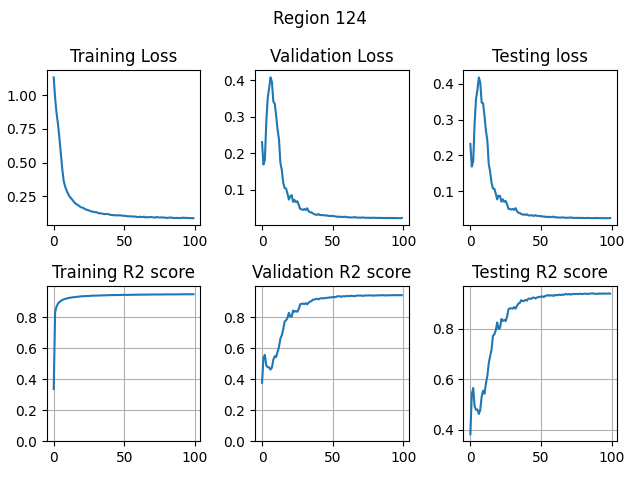 Region 124
Training Loss Validation Loss Testing loss
1.00 0.75 0.50 0.25
0.4 0.3 0.2 0.1
0.4 0.3 0.2 0.1
0 50 100 0 50 100 0 50 100
Training R2 score Validation R2 score Testing R2 score
0.8 0.6 0.4 0.2 0.0
0.8 0.6 0.4 0.2 0.0
0.8 0.6 0.4
0 50 100 0 50 100 0 50 100